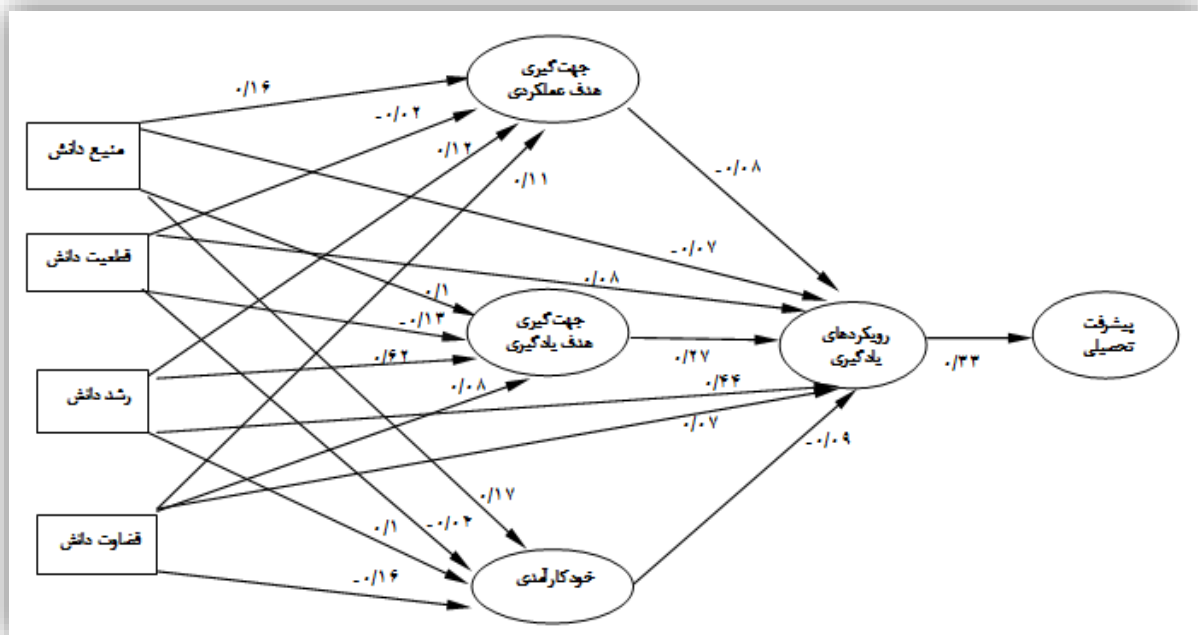 جهت‌گیری
هدف عملکردی
۰/۱۶
-۰/۰۲
منبع دانش
۰/۱۲
۰/۱۱
-۰/۰۸
قطعیت دانش
-۰/۰۷
۰/۰۸
۰/۱
جهت‌گیری
هدف یادگیری
-۰/۱۳
رویکردهای
یادگیری
پیشرفت
تحصیلی
۰/۲۷
۰/۳۳
۰/۶۲
رشد دانش
۰/۰۸
۰/۴۴
۰/۰۷
-۰/۰۹
۰/۱۷
قضاوت دانش
۰/۱
-۰/۱۶
خودکارآمدی